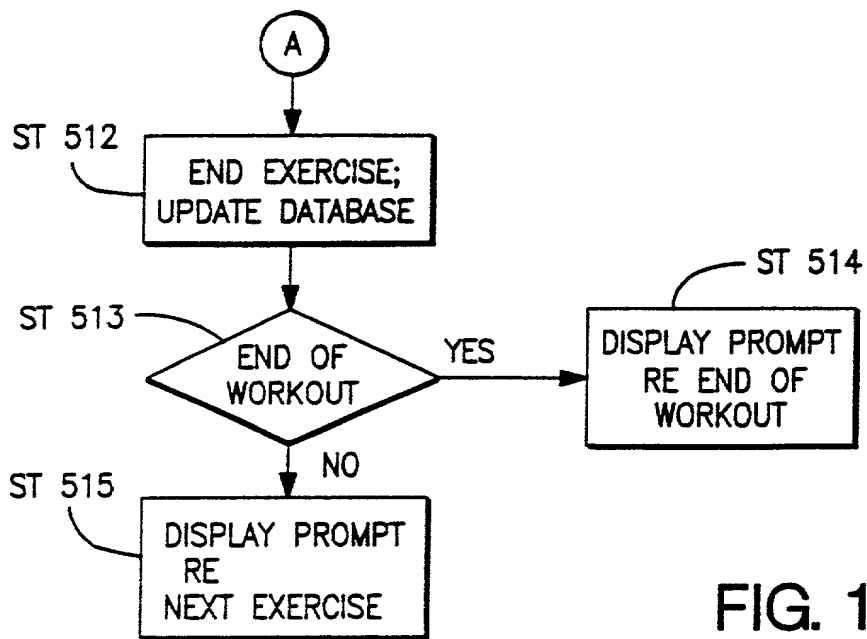 A
ST 512
END EXERCISE;
UPDATE DATABASE
ST 513
END OF
WORKOUT
YES
ST 514
DISPLAY PROMPT
RE END OF
WORKOUT
NO
ST 515
DISPLAY PROMPT
RE
NEXT EXERCISE
FIG. 1